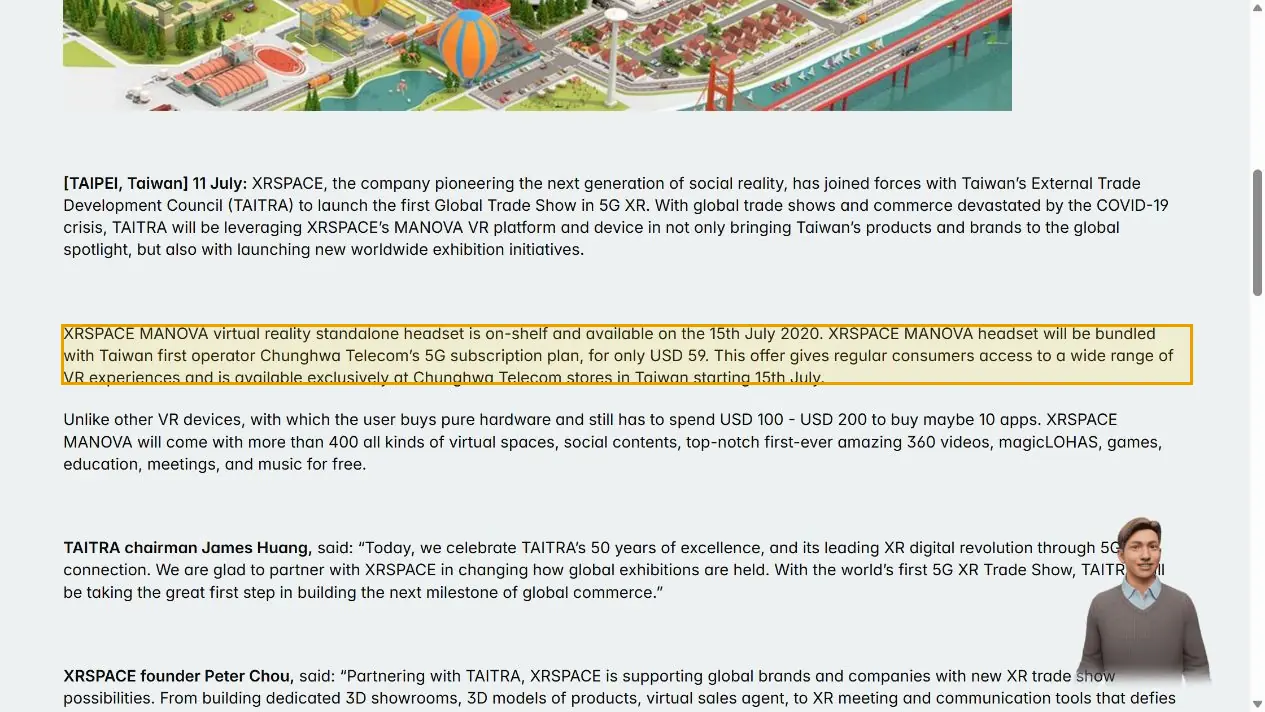 [TAIPEI, Taiwan] 11 July: XRSPACE, the company pioneering the next generation of social reality, has joined forces with Taiwan’s External Trade
Development Council (TAITRA) to launch the first Global Trade Show in 5G XR. With global trade shows and commerce devastated by the COVID-19
crisis, TAITRA will be leveraging XRSPACE’s MANOVA VR platform and device in not only bringing Taiwan’s products and brands to the global
spotlight, but also with launching new worldwide exhibition initiatives.
XRSPACE MANOVA virtual reality standalone headset is on-shelf and available on the 15th July 2020. XRSPACE MANOVA headset will be bundled
with Taiwan first operator Chunghwa Telecom’s 5G subscription plan, for only USD 59. This offer gives regular consumers access to a wide range of
VR experiences and is available exclusively at Chunghwa Telecom stores in Taiwan starting 15th July.
Unlike other VR devices, with which the user buys pure hardware and still has to spend USD 100 - USD 200 to buy maybe 10 apps. XRSPACE
MANOVA will come with more than 400 all kinds of virtual spaces, social contents, top-notch first-ever amazing 360 videos, magicLOHAS, games,
education, meetings, and music for free.
TAITRA chairman James Huang, said: “Today, we celebrate TAITRA’s 50 years of excellence, and its leading XR digital revolution through 5G
connection. We are glad to partner with XRSPACE in changing how global exhibitions are held. With the world’s first 5G XR Trade Show,
be taking the great first step in building the next milestone of global commerce.”
XRSPACE founder Peter Chou, said: “Partnering with TAITRA, XRSPACE is supporting global brands and companies with new XR trade show
possibilities. From building dedicated 3D showrooms, 3D models of products, virtual sales agent, to XR meeting and communication tools that defies